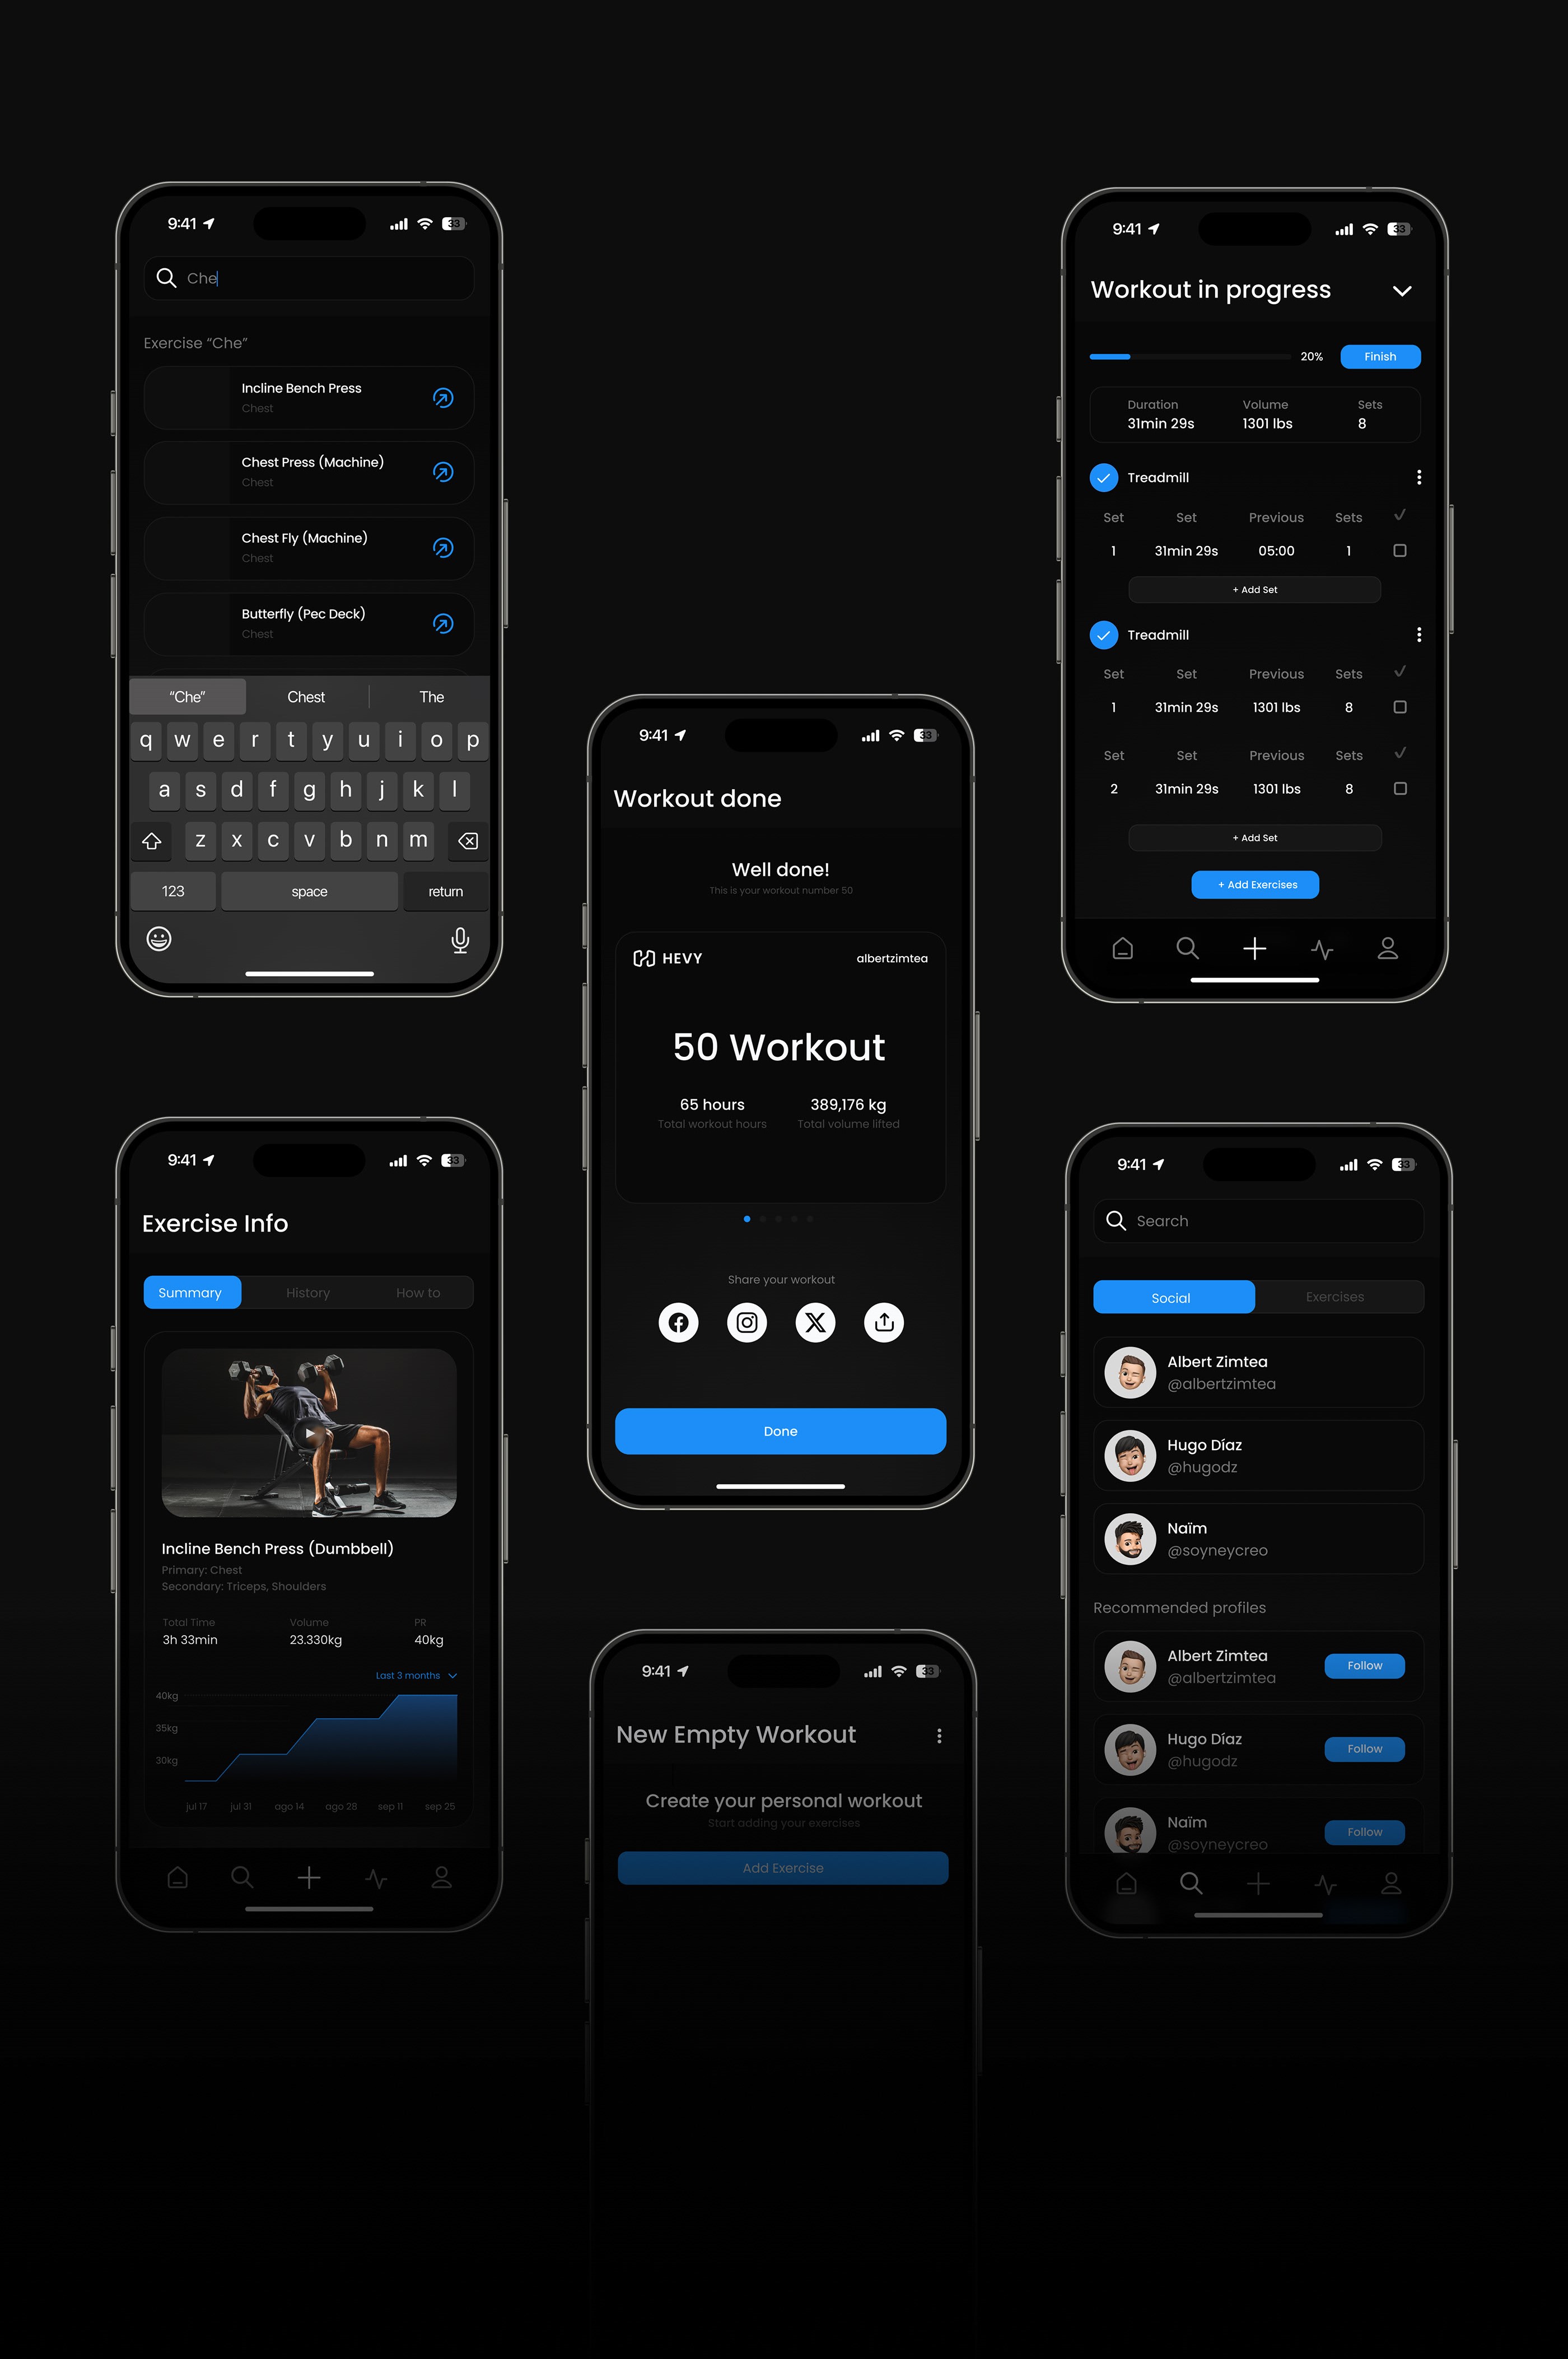 9:41
33
Che
Exercise “Che”
Incline Bench Press
Chest
Chest Press (Machine)
Chest
Chest Fly (Machine)
Chest
Butterfly (Pec Deck)
Chest
“Che” Chest The
q w e r t y u i o p
a s d f g h j k l
z x c v b n m
123 space return
9:41
33
Workout in progress
20% Finish
Duration Volume Sets
31min 29s 1301 lbs 8
Treadmill
Set Set Previous Sets
1 31min 29s 05:00 1
+ Add Set
Treadmill
Set Set Previous Sets
1 31min 29s 1301 lbs 8
Set Set Previous Sets
2 31min 29s 1301 lbs 8
+ Add Set
+ Add Exercises
9:41
33
Workout done
Well done!
This is your workout number 50
HEVY albertzimtea
50 Workout
65 hours 389,176 kg
Total workout hours Total volume lifted
Share your workout
Done
9:41
33
Exercise Info
Summary History How to
Incline Bench Press (Dumbbell)
Primary: Chest
Secondary: Triceps, Shoulders
Total Time Volume PR
3h 33min 23.330kg 40kg
Last 3 months
40kg
35kg
30kg
jul 17 jul 31 ago 14 ago 28 sep 11 sep 25
9:41
33
Search
Social Exercises
Albert Zimtea
@albertzimtea
Hugo Díaz
@hugodz
Naïm
@soyneycreo
Recommended profiles
Albert Zimtea
@albertzimtea
Follow
Hugo Díaz
@hugodz
Follow
Naïm
@soyneycreo
Follow
9:41
33
New Empty Workout
Create your personal workout
Start adding your exercises
Add Exercise